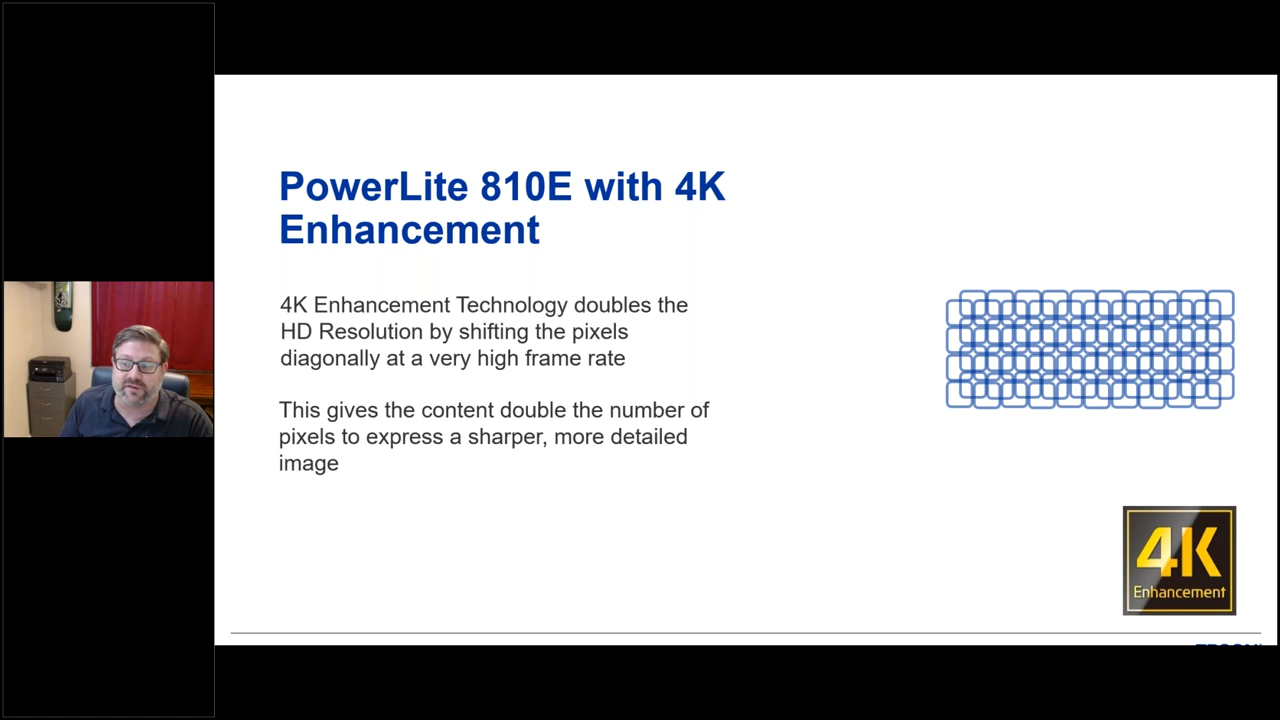 PowerLite 810E with 4K
Enhancement
4K Enhancement Technology doubles the
HD Resolution by shifting the pixels
diagonally at a very high frame rate
This gives the content double the number of
pixels to express a sharper, more detailed
image
4K
Enhancement